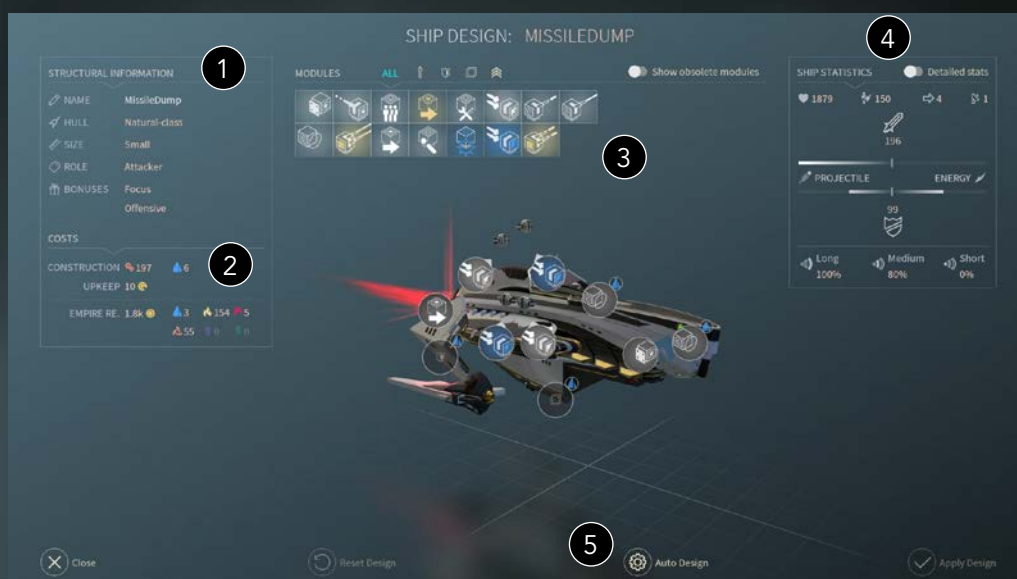 SHIP DESIGN: MISSILEDUMP
1
4
STRUCTURAL INFORMATION
NAME MissileDump
HULL Natural-class
SIZE Small
ROLE Attacker
BONUSES Focus
Offensive
MODULES ALL
Show obsolete modules
3
SHIP STATISTICS Detailed stats
1879 150 4 1
196
PROJECTILE ENERGY
99
Long 100%
Medium 80%
Short 0%
COSTS
CONSTRUCTION 197 6
2
UPKEEP 10
EMPIRE RE. 1.8k 3 154 5
55 0 0
5
Close
Reset Design
Auto Design
Apply Design